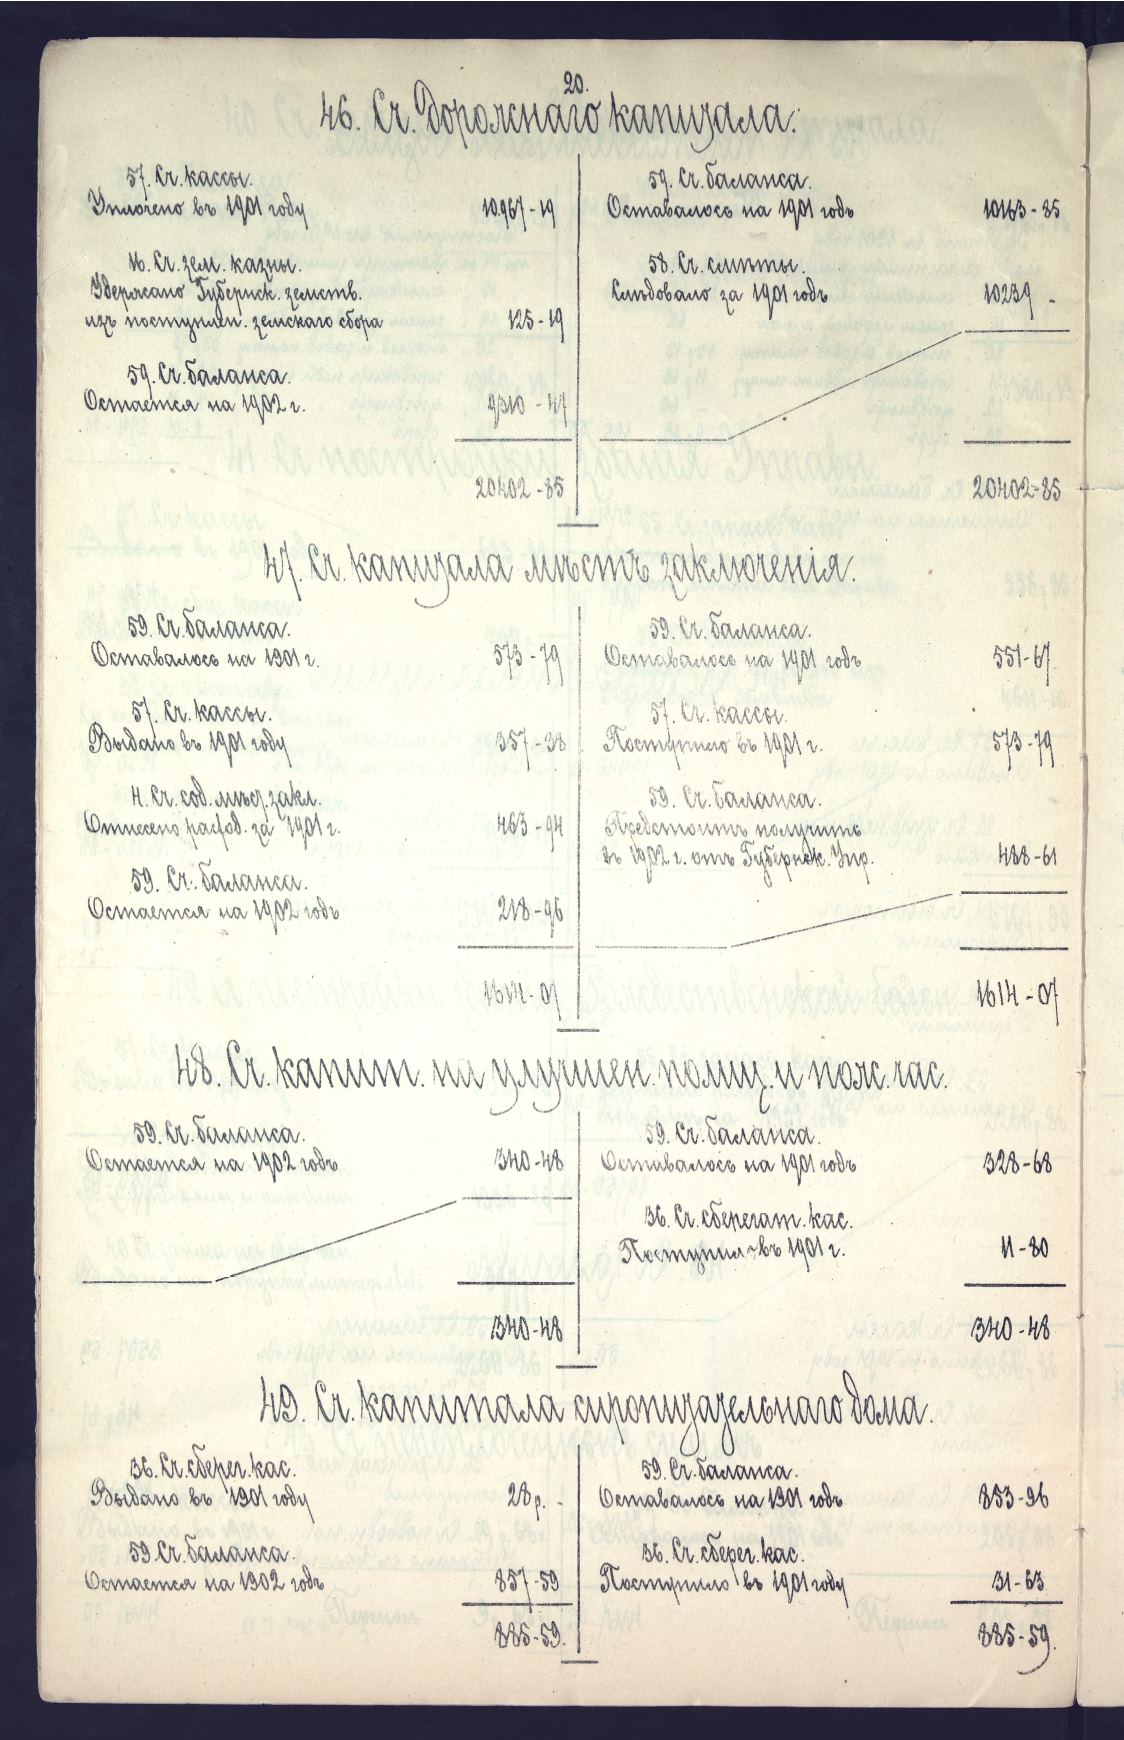 20.
46. Сч. Дорожнаго капитала.
57. Сч. кассы.
Уплочено въ 1901 году 10967-19
16. Сч. зем. казны.
Удержано Губернск. земств.
изъ поступлен. земскаго сбора 125-19
59. Сч. баланса.
Остается на 1902 г. 9310-47
20402-85
59. Сч. баланса.
Оставалось на 1901 годъ 10163-85
58. Сч. смѣты.
Слѣдовало за 1901 годъ 10239 -
20402-85
47. Сч. капитала мѣстъ заключенія.
59. Сч. баланса.
Оставалось на 1901 г. 573-79
57. Сч. кассы.
Выдано въ 1901 году 357-38
4. Сч. сод. мѣст. закл.
Отнесено расход. за 1901 г. 463-94
59. Сч. баланса.
Остается на 1902 годъ 218-96
1614-07
59. Сч. баланса.
Оставалось на 1901 годъ 551-67
57. Сч. кассы.
Поступило въ 1901 г. 573-79
59. Сч. баланса.
Предстоитъ получить
въ 1902 г. отъ Губернск. Упр. 488-61
1614-07
48. Сч. капит. на улучшен. полиц. и пож. час.
59. Сч. баланса.
Остается на 1902 годъ 340-48
340-48
59. Сч. баланса.
Оставалось на 1901 годъ 328-68
36. Сч. сберегат. кас.
Поступило въ 1901 г. 11-80
340-48
49. Сч. капитала сиропитательнаго дома.
36. Сч. сберег. кас.
Выдано въ 1901 году 28 р. -
59 Сч. баланса.
Остается на 1902 годъ 857-59
885-59.
59. Сч. баланса.
Оставалось на 1901 годъ 853-96
36. Сч. сберег. кас.
Поступило въ 1901 году 31-63
885-59.